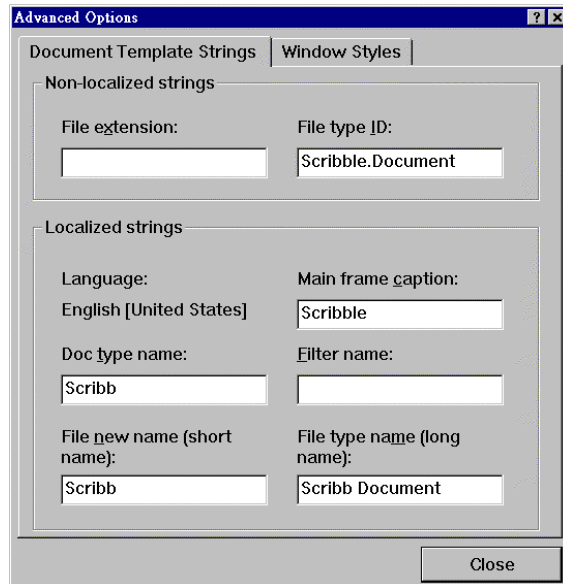 Advanced Options
Document Template Strings Window Styles
Non-localized strings
File extension: File type ID:
Scribble.Document
Localized strings
Language: Main frame caption:
English [United States] Scribble
Doc type name: Filter name:
Scribb
File new name (short name): File type name (long name):
Scribb Scribb Document
Close